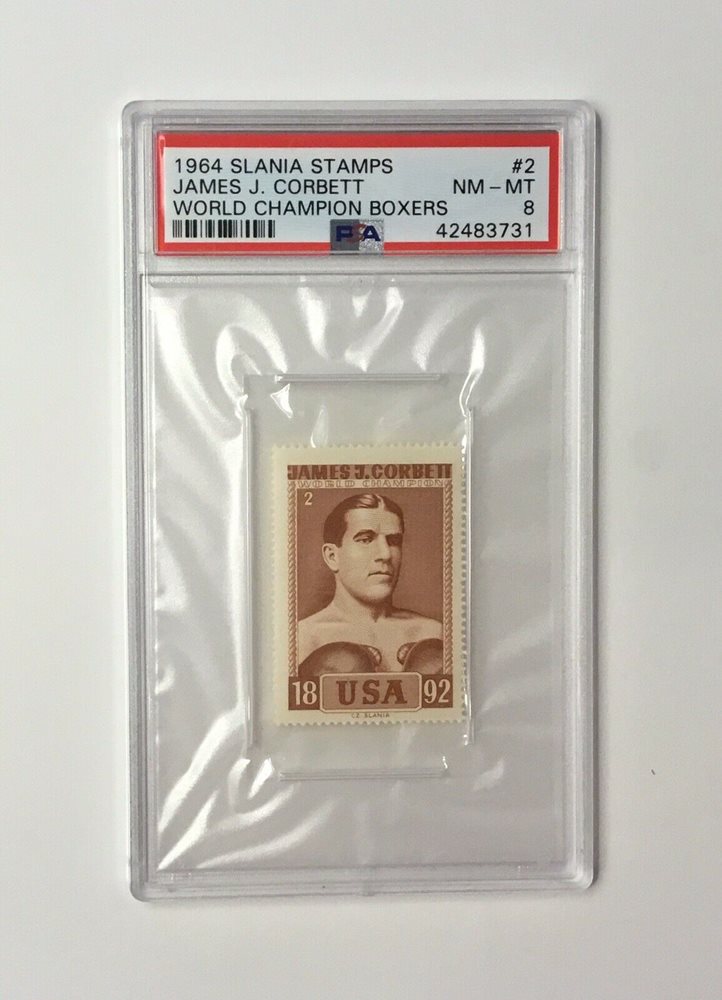 1964 SLANIA STAMPS #2
JAMES J. CORBETT NM - MT
WORLD CHAMPION BOXERS 8
PSA 42483731
JAMES J. CORBETT
WORLD CHAMPION
2
18 USA 92
CZ. SLANIA